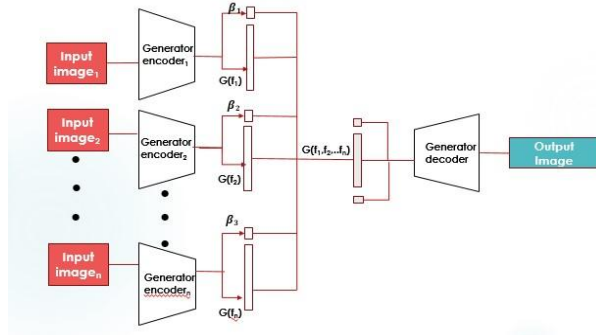 Input
image₁
Generator
encoder₁
β₁
G(f₁)
Input
image₂
Generator
encoder₂
β₂
G(f₂)
G(f₁,f₂,..fₙ)
Generator
decoder
Output
Image
Input
imageₙ
Generator
encoderₙ
β₃
G(fₙ)